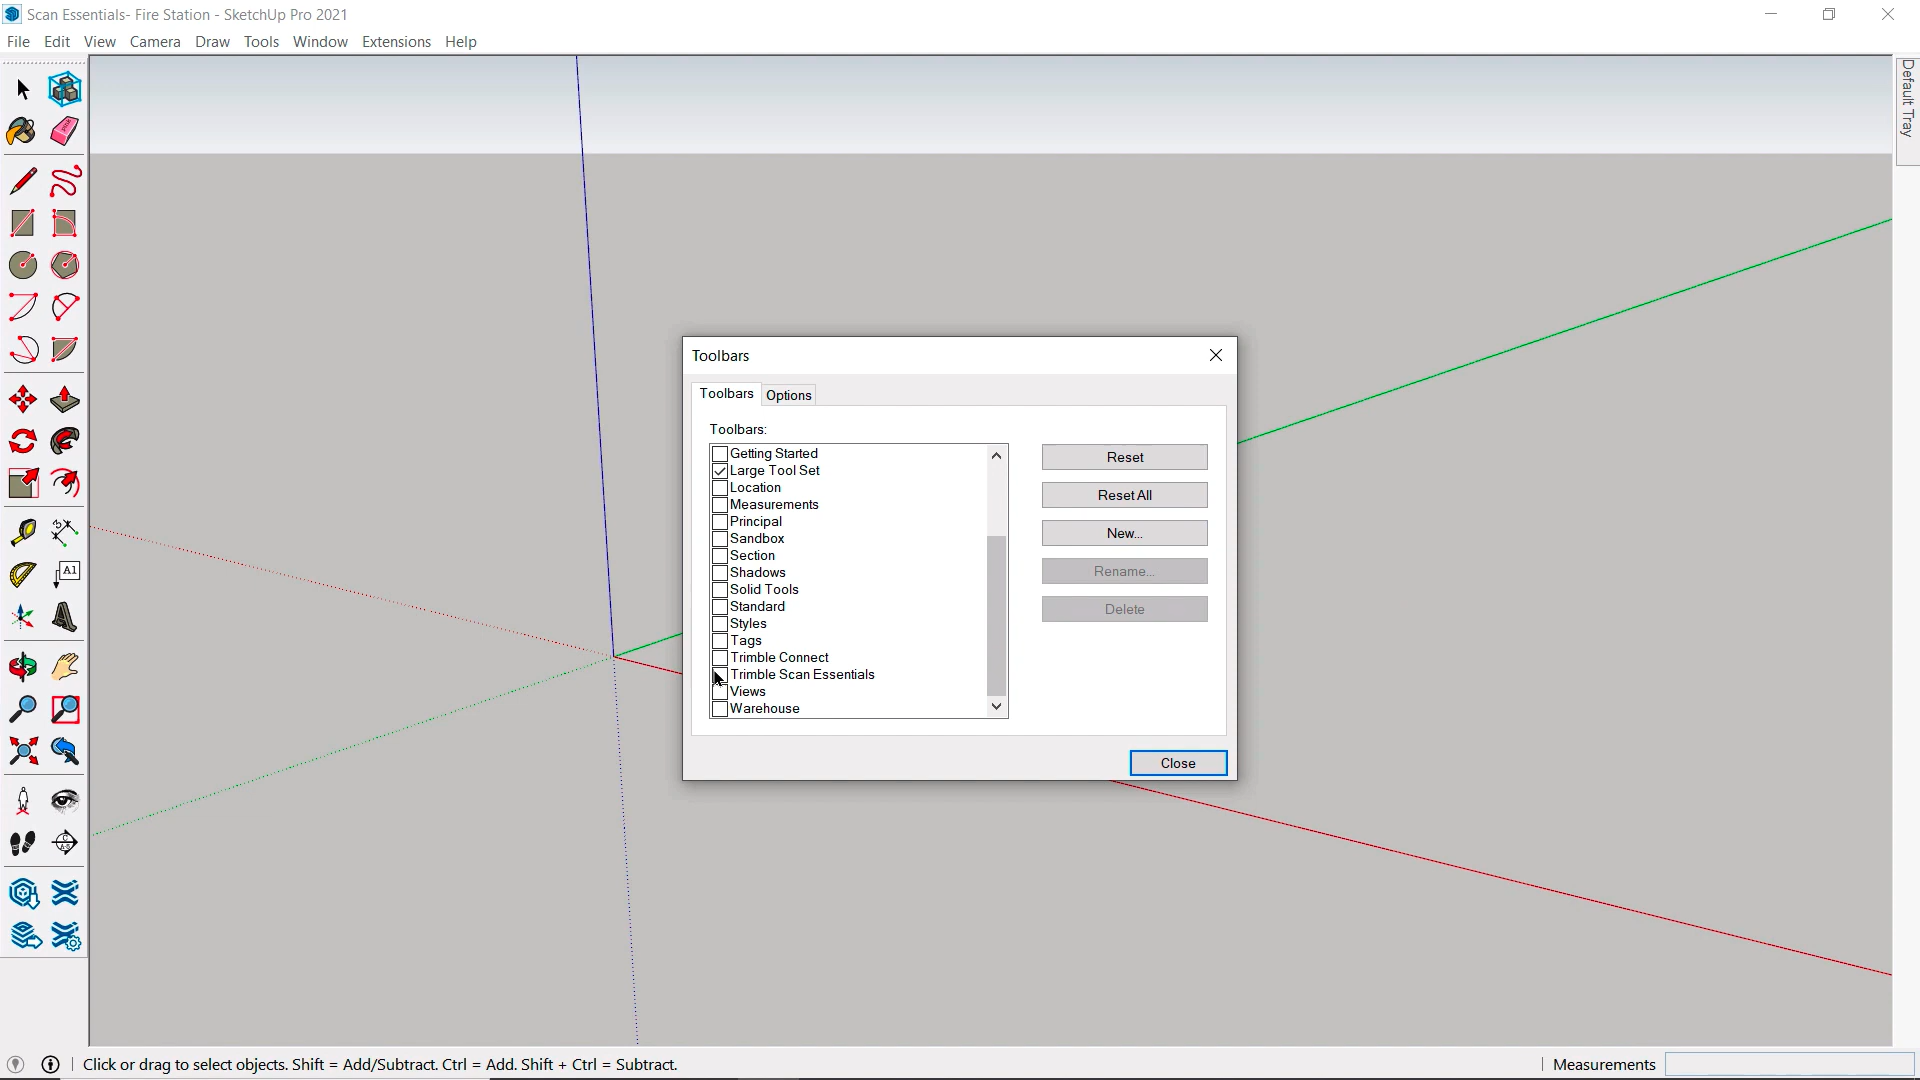 Scan Essentials- Fire Station - SketchUp Pro 2021
File Edit View Camera Draw Tools Window Extensions Help
Default Tray
Toolbars
Toolbars Options
Toolbars:
Getting Started
Large Tool Set
Location
Measurements
Principal
Sandbox
Section
Shadows
Solid Tools
Standard
Styles
Tags
Trimble Connect
Trimble Scan Essentials
Views
Warehouse
Reset
Reset All
New...
Rename...
Delete
Close
A1
Click or drag to select objects. Shift = Add/Subtract. Ctrl = Add. Shift + Ctrl = Subtract.
Measurements